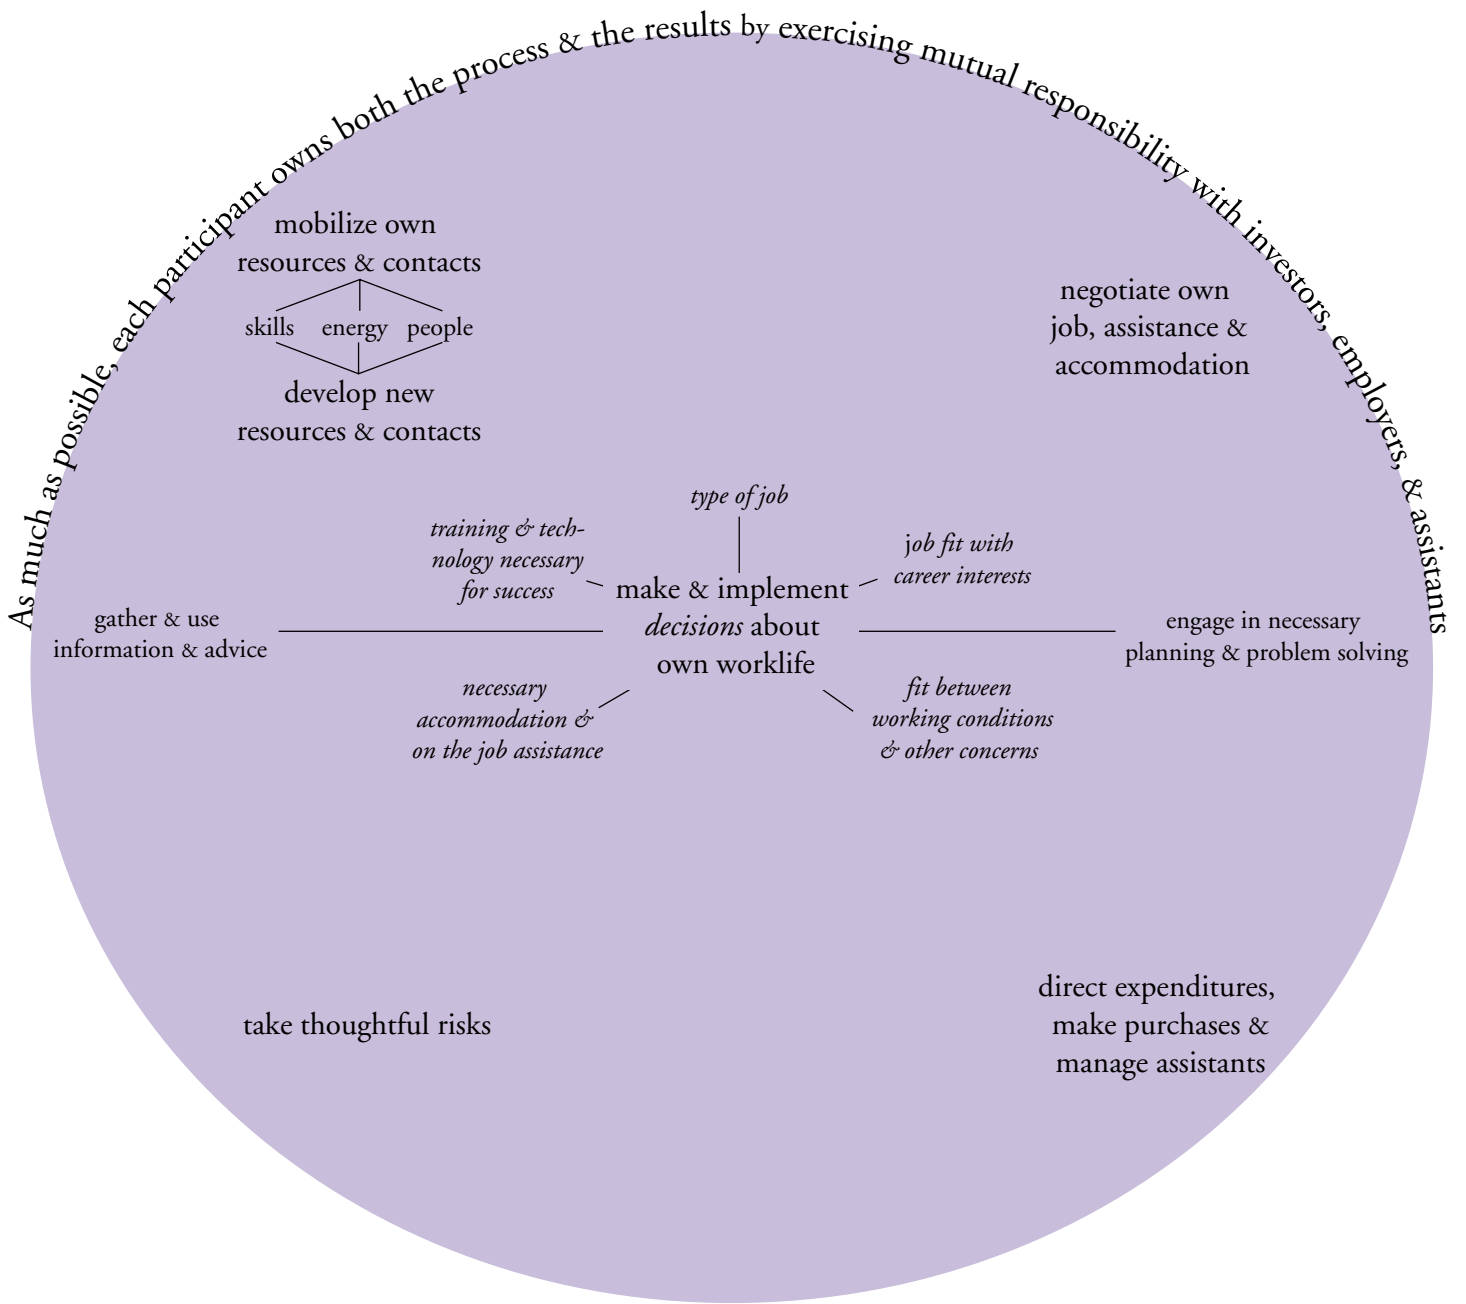 As much as possible, each participant owns both the process & the results by exercising mutual responsibility with investors, employers, & assistants
mobilize own
resources & contacts
skills energy people
develop new
resources & contacts
negotiate own
job, assistance &
accommodation
type of job
training & tech-
nology necessary
for success
job fit with
career interests
make & implement
decisions about
own worklife
gather & use
information & advice
engage in necessary
planning & problem solving
necessary
accommodation &
on the job assistance
fit between
working conditions
& other concerns
take thoughtful risks
direct expenditures,
make purchases &
manage assistants